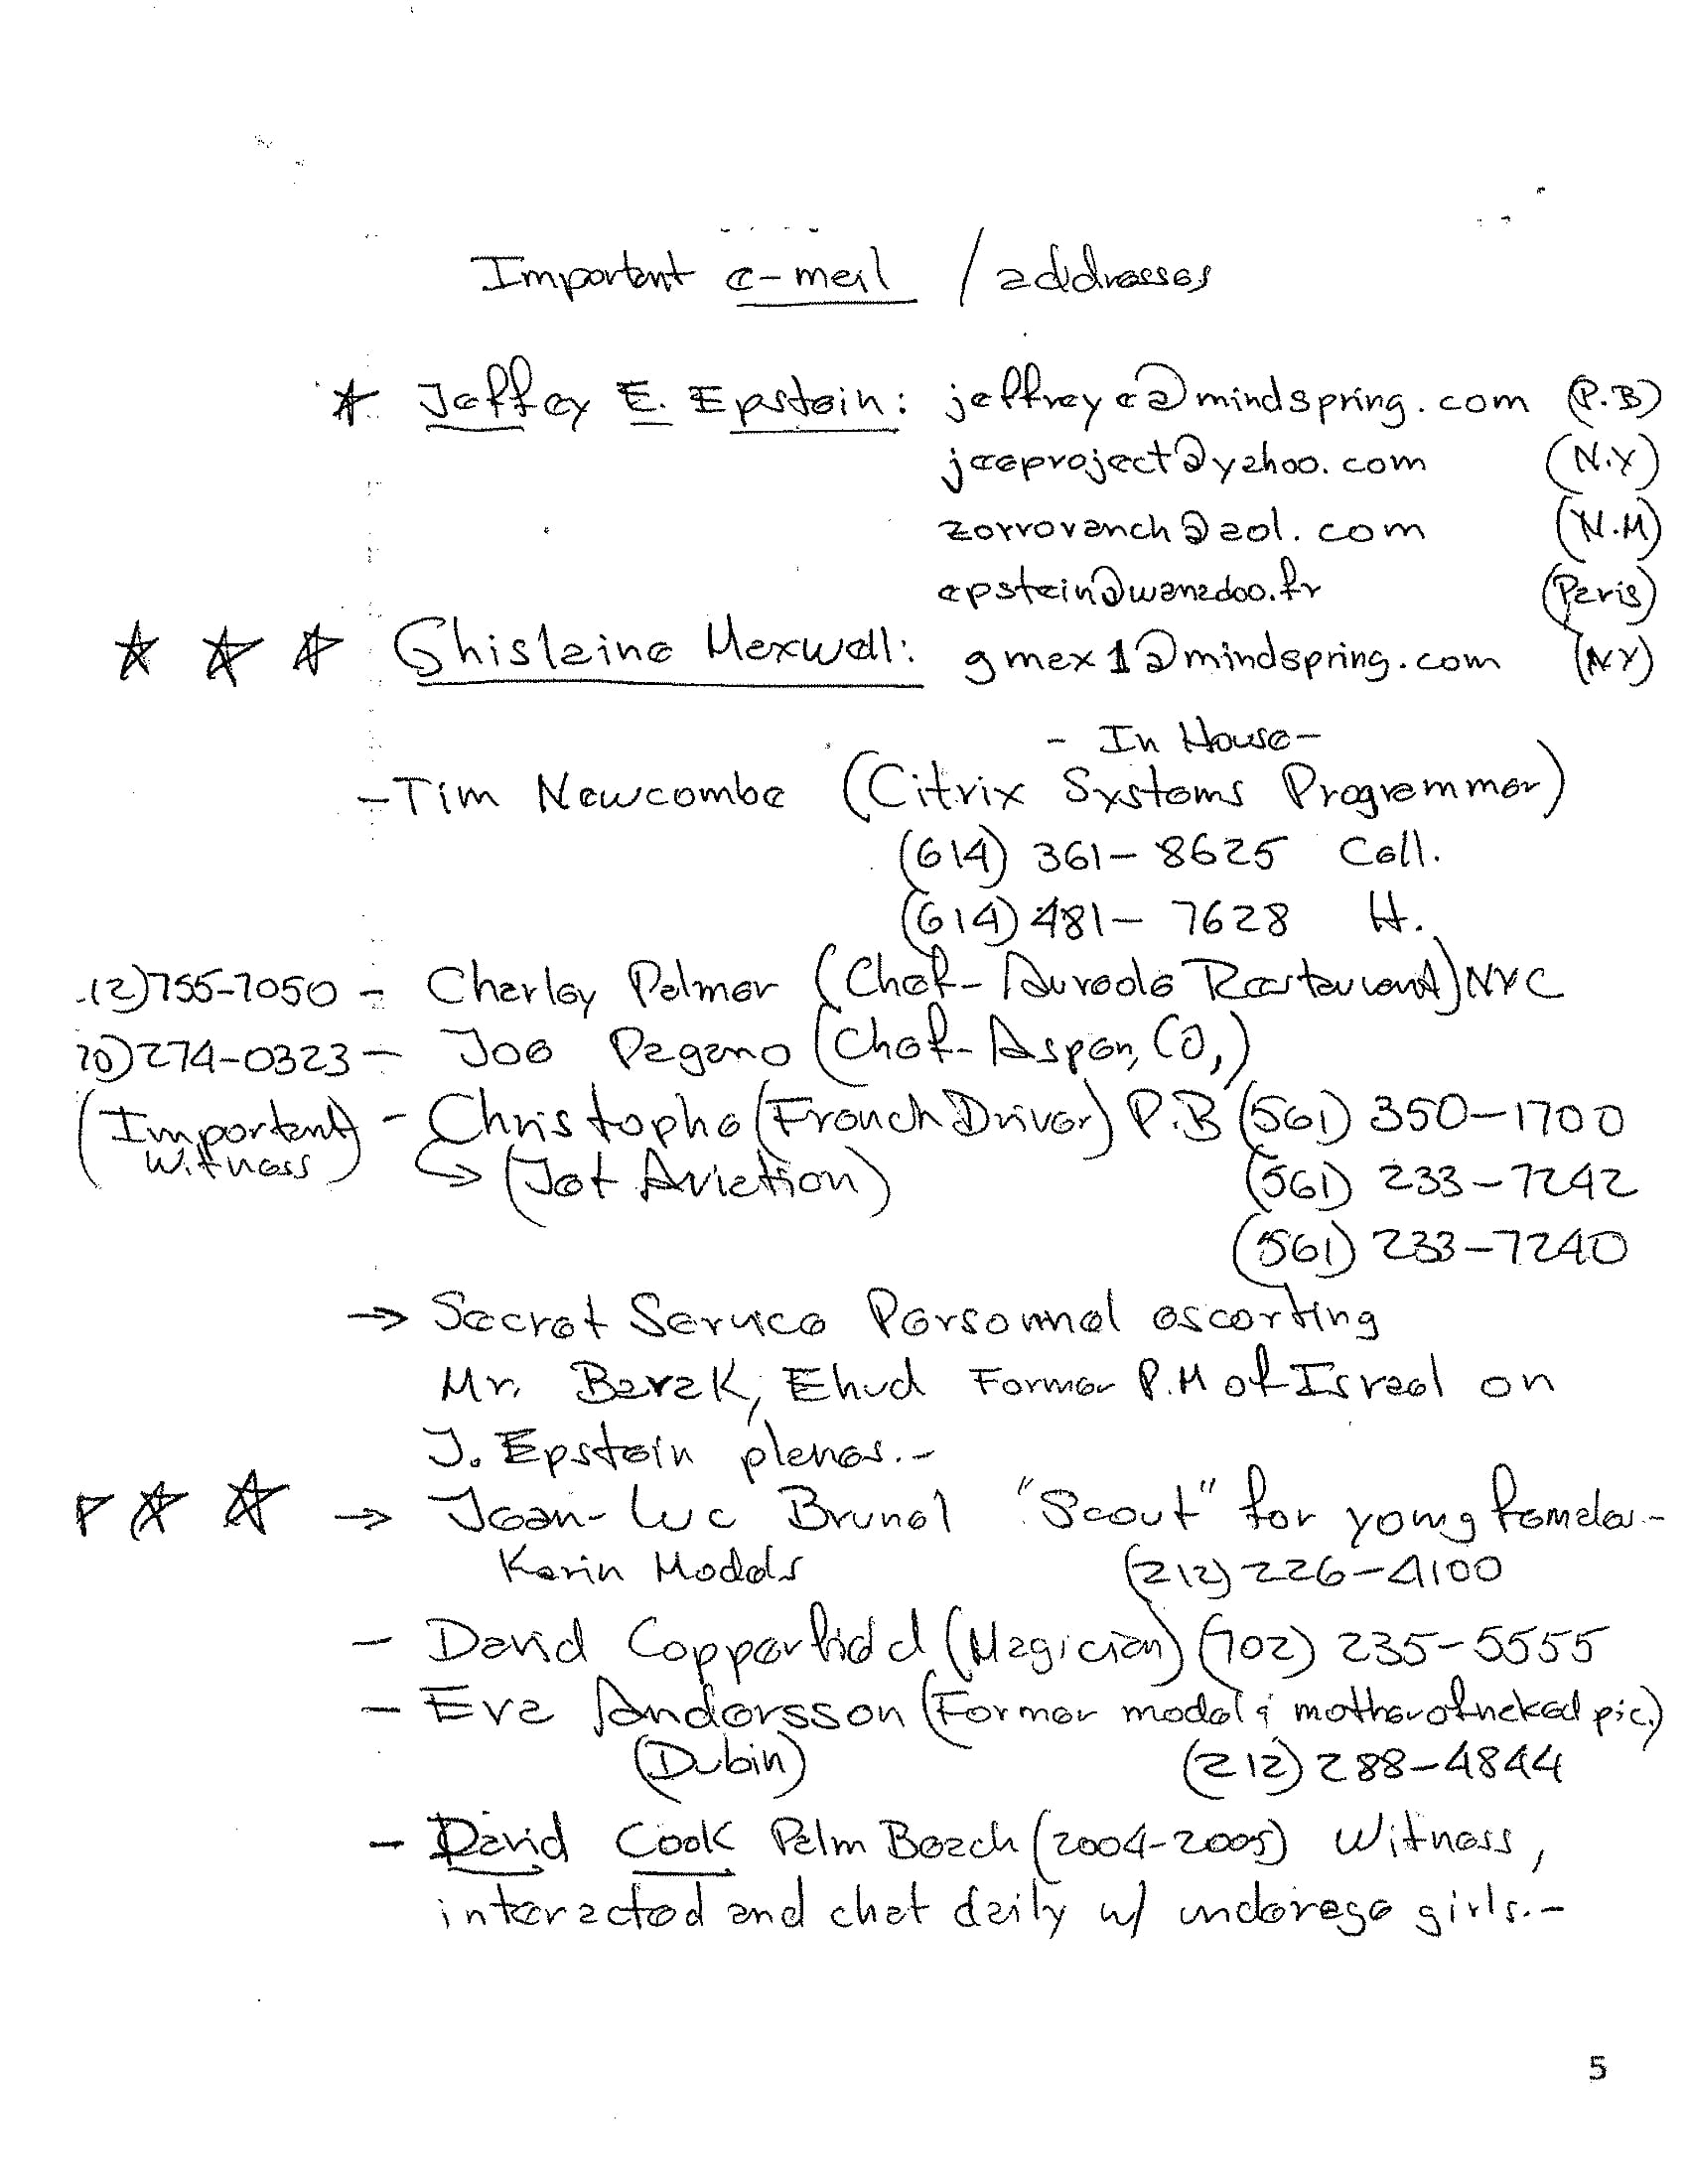 Important e-mail / addresses
★ Jeffrey E. Epstein: jeffreye@mindspring.com (P.B)
jeeproject@yahoo.com (N.Y)
zorroranch@aol.com (N.M)
epstein@wanadoo.fr (Paris)
★ ★ ★ Ghislaine Maxwell: gmax1@mindspring.com (NY)
- In House -
- Tim Newcombe (Citrix Systems Programmer)
(614) 361-8625 Cell.
(614) 481-7628 H.
12) 755-7050 - Charley Palmer (Chef - Aureole Restaurant) NYC
70) 274-0323 - Joe Pagano (Chef - Aspen, CO,)
(Important Witness) - Christophe (French Driver) P.B (561) 350-1700
→ (Jet Aviation) (561) 233-7242
(561) 233-7240
→ Secret Service Personnel escorting
Mr. Barak, Ehud Former P.M of Israel on
J. Epstein planes.-
★ ★ ★ → Jean-Luc Brunel "Scout" for young females.-
Karin Models (212) 226-4100
- David Copperfield (Magician) (702) 235-5555
- Eva Andersson (Former model & mother of naked pic.)
(Dubin) (212) 288-4844
- David Cook Palm Beach (2004-2005) Witness,
interacted and chat daily w/ underage girls.-
5